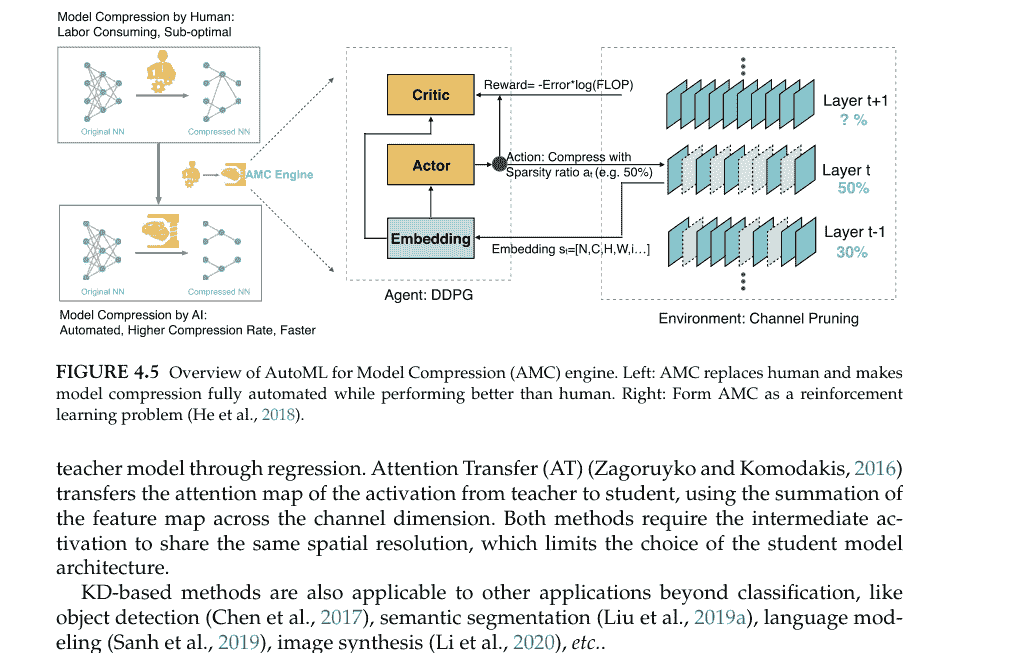 Model Compression by Human:
Labor Consuming, Sub-optimal
Original NN
Compressed NN
AMC Engine
Original NN
Compressed NN
Model Compression by AI:
Automated, Higher Compression Rate, Faster
Critic
Actor
Embedding
Reward= -Error*log(FLOP)
Action: Compress with
Sparsity ratio aₜ (e.g. 50%)
Embedding sₜ=[N,C,H,W,i...]
Agent: DDPG
Layer t+1
? %
Layer t
50%
Layer t-1
30%
Environment: Channel Pruning
FIGURE 4.5 Overview of AutoML for Model Compression (AMC) engine. Left: AMC replaces human and makes
model compression fully automated while performing better than human. Right: Form AMC as a reinforcement
learning problem (He et al., 2018).
teacher model through regression. Attention Transfer (AT) (Zagoruyko and Komodakis, 2016)
transfers the attention map of the activation from teacher to student, using the summation of
the feature map across the channel dimension. Both methods require the intermediate ac-
tivation to share the same spatial resolution, which limits the choice of the student model
architecture.
KD-based methods are also applicable to other applications beyond classification, like
object detection (Chen et al., 2017), semantic segmentation (Liu et al., 2019a), language mod-
eling (Sanh et al., 2019), image synthesis (Li et al., 2020), etc..